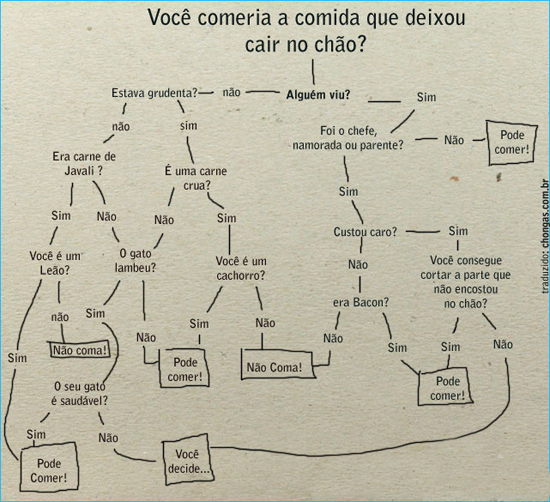 Você comeria a comida que deixou
cair no chão?
Estava grudenta?
não
Alguém viu?
Sim
não
sim
Foi o chefe,
namorada ou parente?
Não
Pode
comer!
Era carne de
Javali ?
É uma carne
crua?
Sim
Sim
Não
Não
Sim
Custou caro?
Sim
Você é um
Leão?
O gato
lambeu?
Você é um
cachorro?
Não
Você consegue
cortar a parte que
não encostou
no chão?
era Bacon?
não
Sim
Não
Sim
Não
Não
Sim
Sim
Não
Sim
Não coma!
Pode
comer!
Não Coma!
Pode
comer!
O seu gato
é saudável?
Sim
Não
Pode
Comer!
Você
decide...
traduzido: chongas.com.br